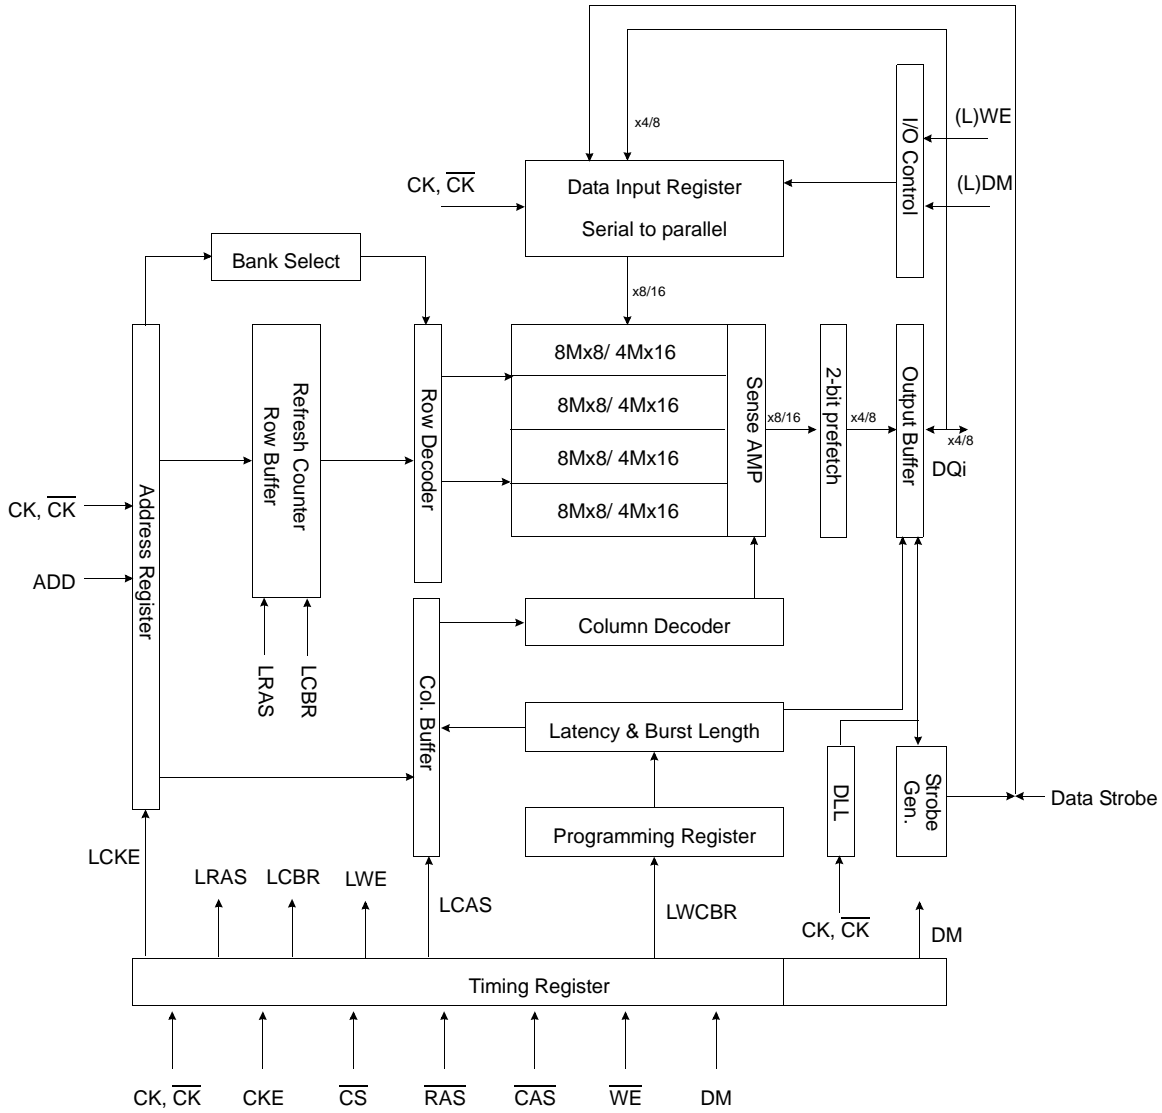 x4/8
(L)WE
I/O Control
CK, CK
Data Input Register
Serial to parallel
(L)DM
Bank Select
x8/16
Address Register
Refresh Counter
Row Buffer
Row Decoder
8Mx8/ 4Mx16
8Mx8/ 4Mx16
8Mx8/ 4Mx16
8Mx8/ 4Mx16
Sense AMP
x8/16
2-bit prefetch
x4/8
Output Buffer
x4/8
DQi
CK, CK
ADD
LRAS
LCBR
Col. Buffer
Column Decoder
Latency & Burst Length
Programming Register
DLL
Strobe
Gen.
Data Strobe
LCKE
LRAS
LCBR
LWE
LCAS
LWCBR
CK, CK
DM
Timing Register
CK, CK
CKE
CS
RAS
CAS
WE
DM